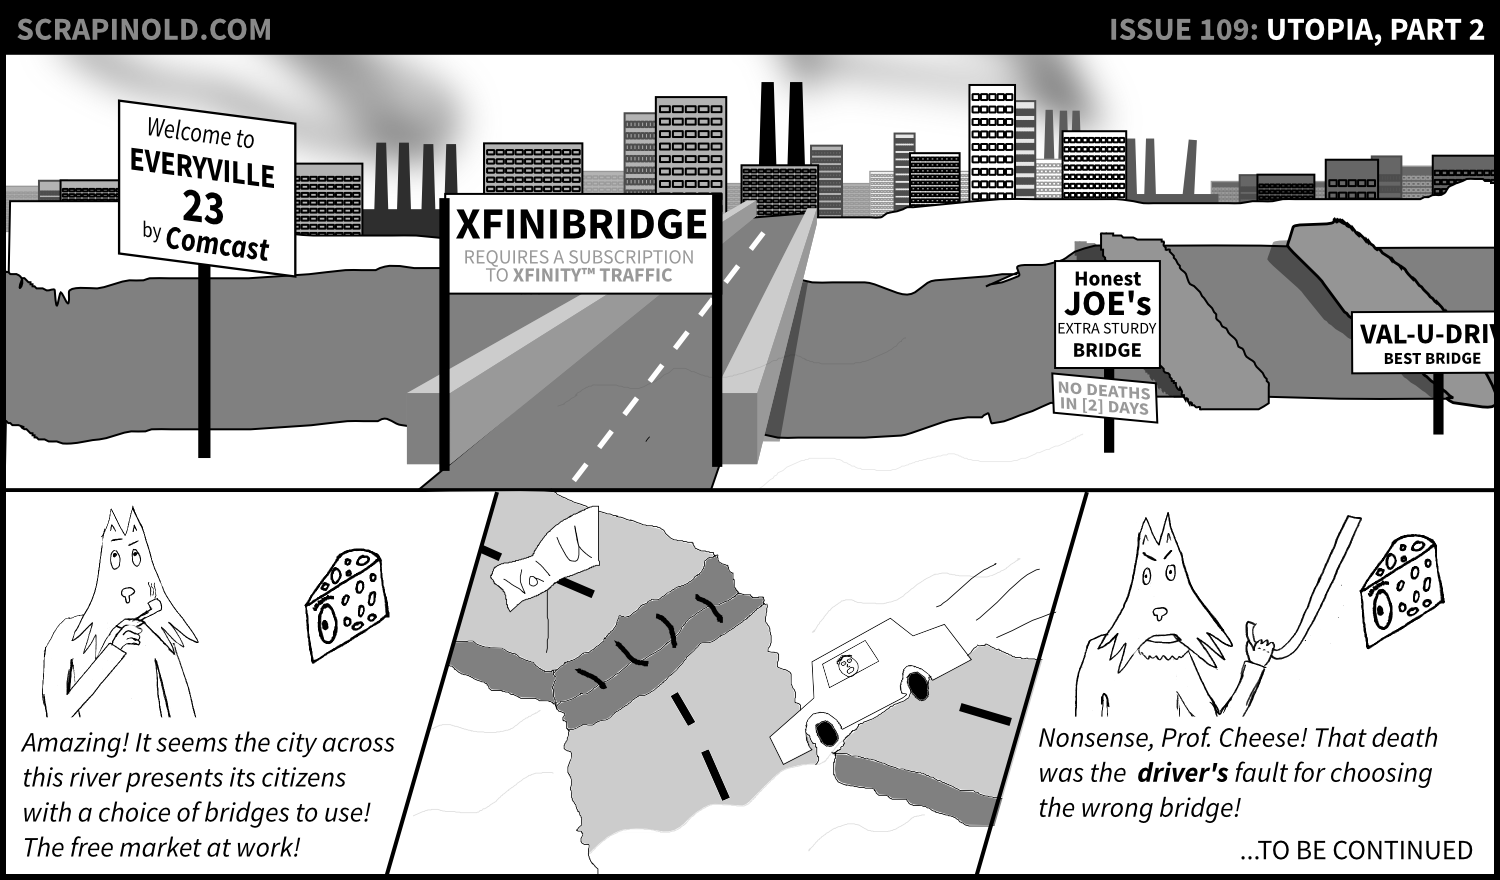 SCRAPINOLD.COM
ISSUE 109: UTOPIA, PART 2
Welcome to
EVERYVILLE
23
by Comcast
XFINIBRIDGE
REQUIRES A SUBSCRIPTION
TO XFINITY™ TRAFFIC
Honest
JOE's
EXTRA STURDY
BRIDGE
NO DEATHS
IN [2] DAYS
VAL-U-DRIV
BEST BRIDGE
Amazing! It seems the city across
this river presents its citizens
with a choice of bridges to use!
The free market at work!
Val U
Nonsense, Prof. Cheese! That death
was the driver's fault for choosing
the wrong bridge!
...TO BE CONTINUED